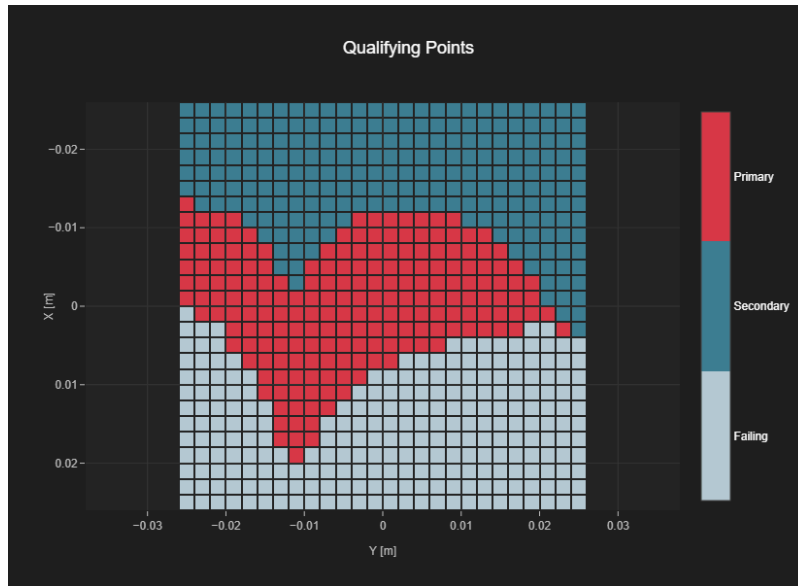 Qualifying Points
−0.02
−0.01
0
0.01
0.02
X [m]
−0.03
−0.02
−0.01
0
0.01
0.02
0.03
Y [m]
Primary
Secondary
Failing